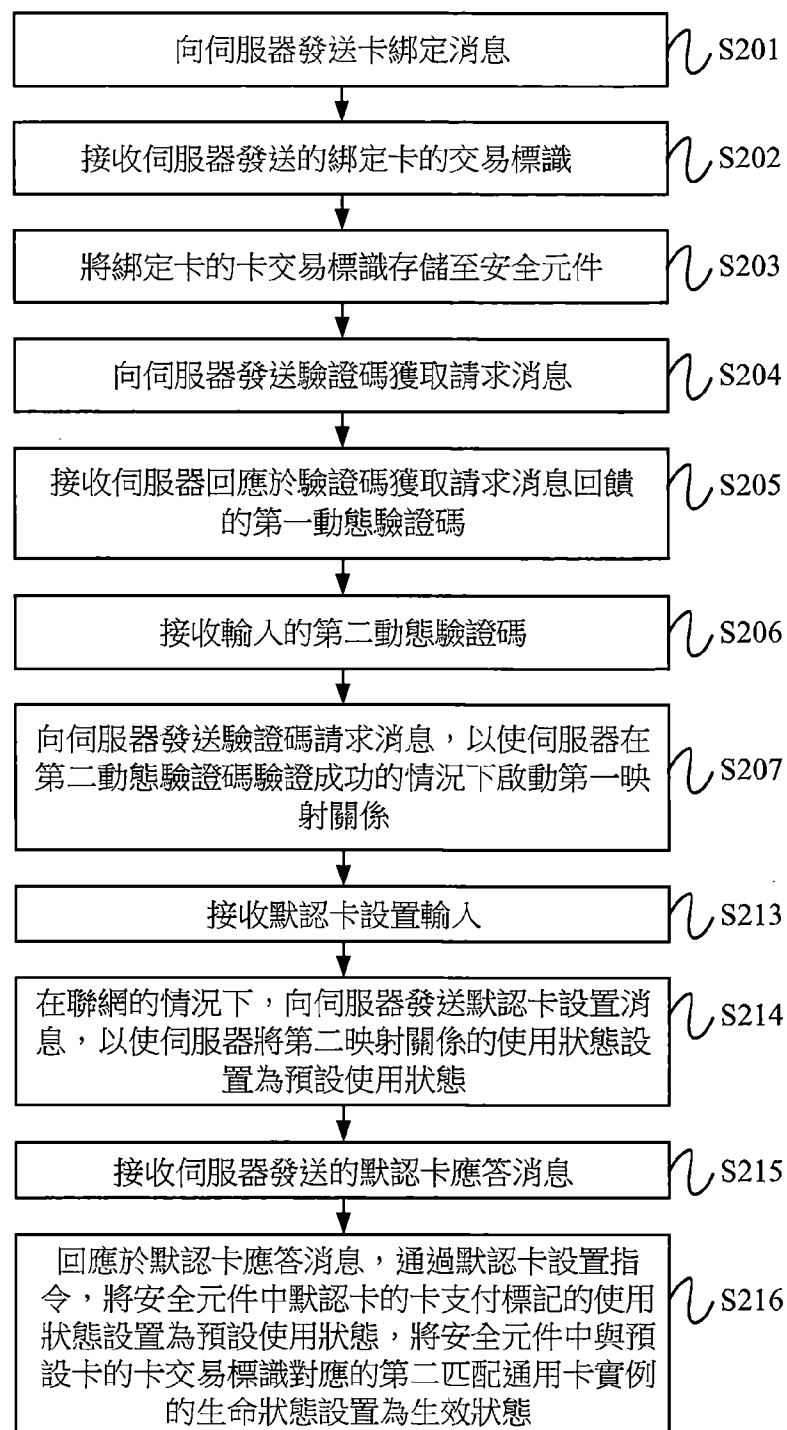 向伺服器發送卡綁定消息
S201
接收伺服器發送的綁定卡的交易標識
S202
將綁定卡的卡交易標識存儲至安全元件
S203
向伺服器發送驗證碼獲取請求消息
S204
接收伺服器回應於驗證碼獲取請求消息回饋
的第一動態驗證碼
S205
接收輸入的第二動態驗證碼
S206
向伺服器發送驗證碼請求消息，以使伺服器在
第二動態驗證碼驗證成功的情況下啟動第一映
射關係
S207
接收默認卡設置輸入
S213
在聯網的情況下，向伺服器發送默認卡設置消
息，以使伺服器將第二映射關係的使用狀態設
置為預設使用狀態
S214
接收伺服器發送的默認卡應答消息
S215
回應於默認卡應答消息，通過默認卡設置指
令，將安全元件中默認卡的卡支付標記的使用
狀態設置為預設使用狀態，將安全元件中與預
設卡的卡交易標識對應的第二匹配通用卡實例
的生命狀態設置為生效狀態
S216